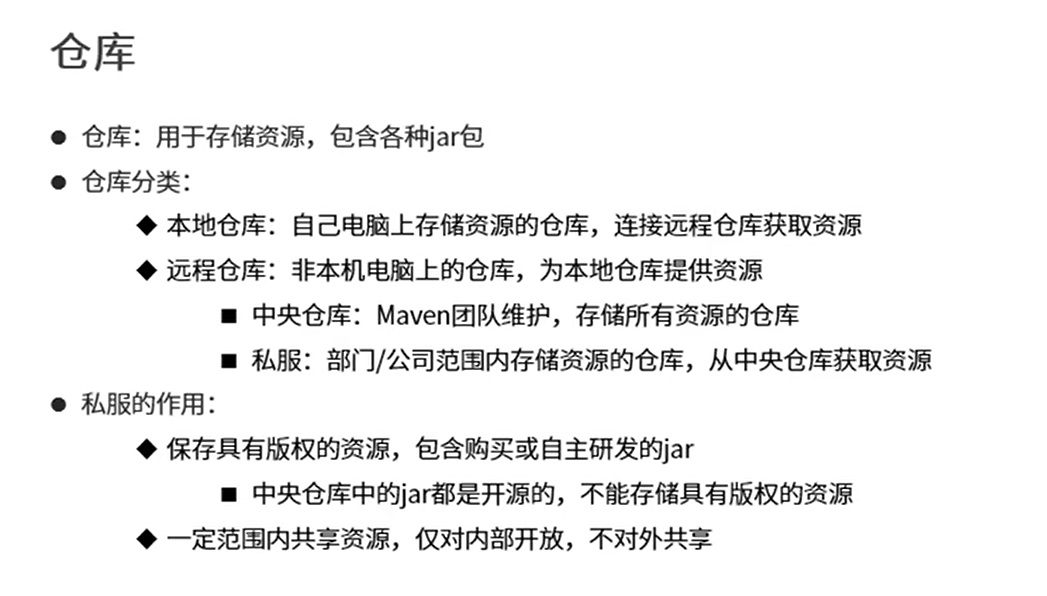 仓库
● 仓库：用于存储资源，包含各种jar包
● 仓库分类：
◆ 本地仓库：自己电脑上存储资源的仓库，连接远程仓库获取资源
◆ 远程仓库：非本机电脑上的仓库，为本地仓库提供资源
■ 中央仓库：Maven团队维护，存储所有资源的仓库
■ 私服：部门/公司范围内存储资源的仓库，从中央仓库获取资源
● 私服的作用：
◆ 保存具有版权的资源，包含购买或自主研发的jar
■ 中央仓库中的jar都是开源的，不能存储具有版权的资源
◆ 一定范围内共享资源，仅对内部开放，不对外共享